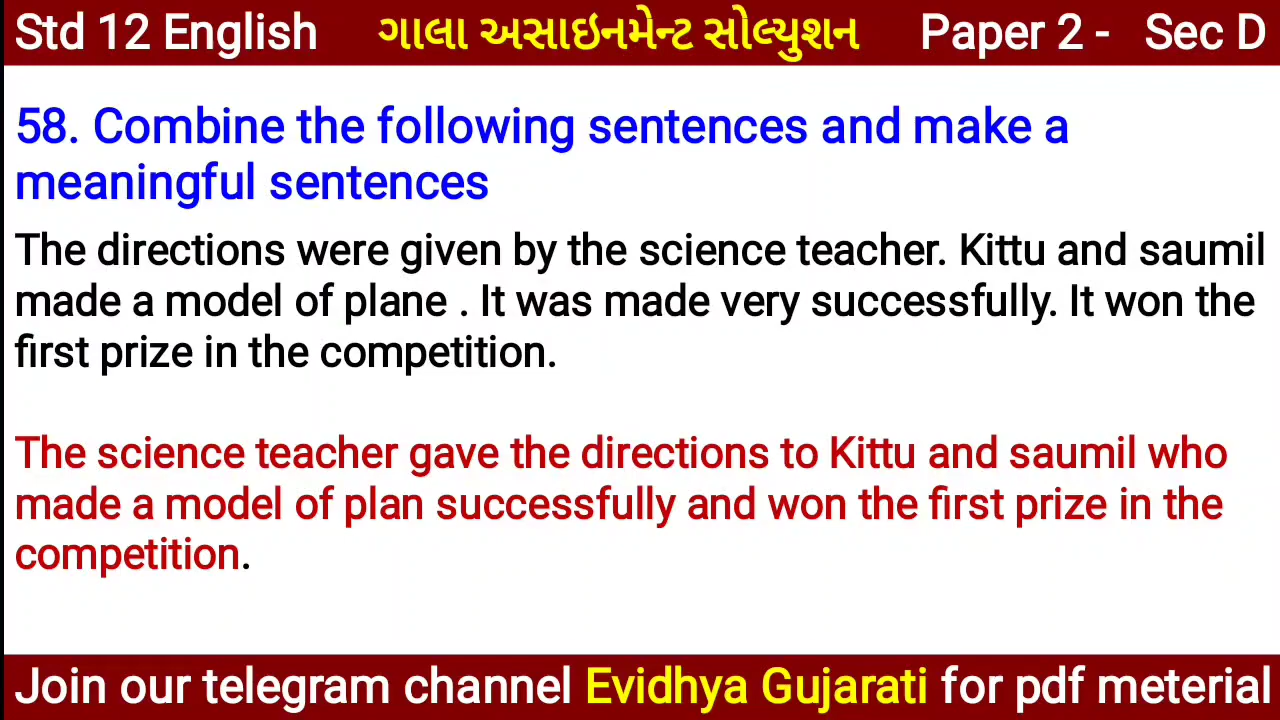 Std 12 English ગાલા અસાઇનમેન્ટ સોલ્યુશન Paper 2 - Sec D
58. Combine the following sentences and make a
meaningful sentences
The directions were given by the science teacher. Kittu and saumil
made a model of plane . It was made very successfully. It won the
first prize in the competition.
The science teacher gave the directions to Kittu and saumil who
made a model of plan successfully and won the first prize in the
competition.
Join our telegram channel Evidhya Gujarati for pdf meterial